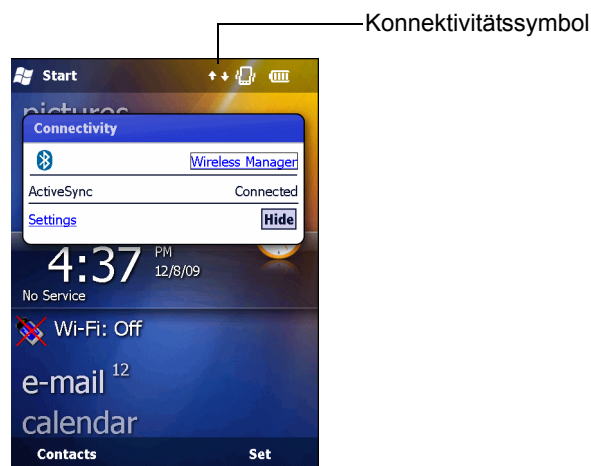 Konnektivitätssymbol
Start
pictures
Connectivity
Wireless Manager
ActiveSync Connected
Settings Hide
4:37 PM
12/8/09
No Service
Wi-Fi: Off
e-mail 12
calendar
Contacts Set